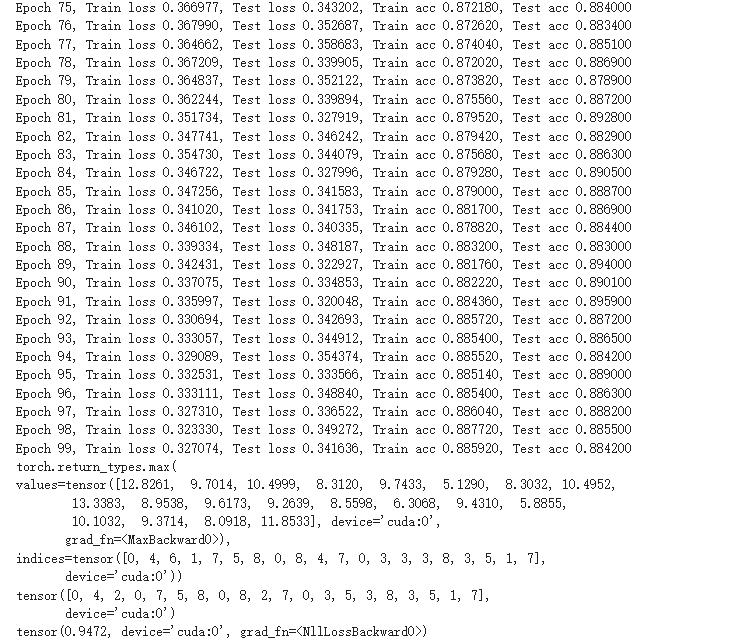 Epoch 75, Train loss 0.366977, Test loss 0.343202, Train acc 0.872180, Test acc 0.884000
Epoch 76, Train loss 0.367990, Test loss 0.352687, Train acc 0.872620, Test acc 0.883400
Epoch 77, Train loss 0.364662, Test loss 0.358683, Train acc 0.874040, Test acc 0.885100
Epoch 78, Train loss 0.367209, Test loss 0.339905, Train acc 0.872020, Test acc 0.886900
Epoch 79, Train loss 0.364837, Test loss 0.352122, Train acc 0.873820, Test acc 0.878900
Epoch 80, Train loss 0.362244, Test loss 0.339894, Train acc 0.875560, Test acc 0.887200
Epoch 81, Train loss 0.351734, Test loss 0.327919, Train acc 0.879520, Test acc 0.892800
Epoch 82, Train loss 0.347741, Test loss 0.346242, Train acc 0.879420, Test acc 0.882900
Epoch 83, Train loss 0.354730, Test loss 0.344079, Train acc 0.875680, Test acc 0.886300
Epoch 84, Train loss 0.346722, Test loss 0.327996, Train acc 0.879280, Test acc 0.890500
Epoch 85, Train loss 0.347256, Test loss 0.341583, Train acc 0.879000, Test acc 0.888700
Epoch 86, Train loss 0.341020, Test loss 0.341753, Train acc 0.881700, Test acc 0.886900
Epoch 87, Train loss 0.346102, Test loss 0.340335, Train acc 0.878820, Test acc 0.884400
Epoch 88, Train loss 0.339334, Test loss 0.348187, Train acc 0.883200, Test acc 0.883000
Epoch 89, Train loss 0.342431, Test loss 0.322927, Train acc 0.881760, Test acc 0.894000
Epoch 90, Train loss 0.337075, Test loss 0.334853, Train acc 0.882220, Test acc 0.890100
Epoch 91, Train loss 0.335997, Test loss 0.320048, Train acc 0.884360, Test acc 0.895900
Epoch 92, Train loss 0.330694, Test loss 0.342693, Train acc 0.885720, Test acc 0.887200
Epoch 93, Train loss 0.333057, Test loss 0.344912, Train acc 0.885400, Test acc 0.886500
Epoch 94, Train loss 0.329089, Test loss 0.354374, Train acc 0.885520, Test acc 0.884200
Epoch 95, Train loss 0.332531, Test loss 0.333566, Train acc 0.885140, Test acc 0.889000
Epoch 96, Train loss 0.333111, Test loss 0.348840, Train acc 0.885400, Test acc 0.886300
Epoch 97, Train loss 0.327310, Test loss 0.336522, Train acc 0.886040, Test acc 0.888200
Epoch 98, Train loss 0.323330, Test loss 0.349272, Train acc 0.887720, Test acc 0.885500
Epoch 99, Train loss 0.327074, Test loss 0.341636, Train acc 0.885920, Test acc 0.884200
torch.return_types.max(
values=tensor([12.8261, 9.7014, 10.4999, 8.3120, 9.7433, 5.1290, 8.3032, 10.4952,
13.3383, 8.9538, 9.6173, 9.2639, 8.5598, 6.3068, 9.4310, 5.8855,
10.1032, 9.3714, 8.0918, 11.8533], device='cuda:0',
grad_fn=<MaxBackward0>),
indices=tensor([0, 4, 6, 1, 7, 5, 8, 0, 8, 4, 7, 0, 3, 3, 3, 8, 3, 5, 1, 7],
device='cuda:0'))
tensor([0, 4, 2, 0, 7, 5, 8, 0, 8, 2, 7, 0, 3, 5, 3, 8, 3, 5, 1, 7],
device='cuda:0')
tensor(0.9472, device='cuda:0', grad_fn=<NllLossBackward0>)